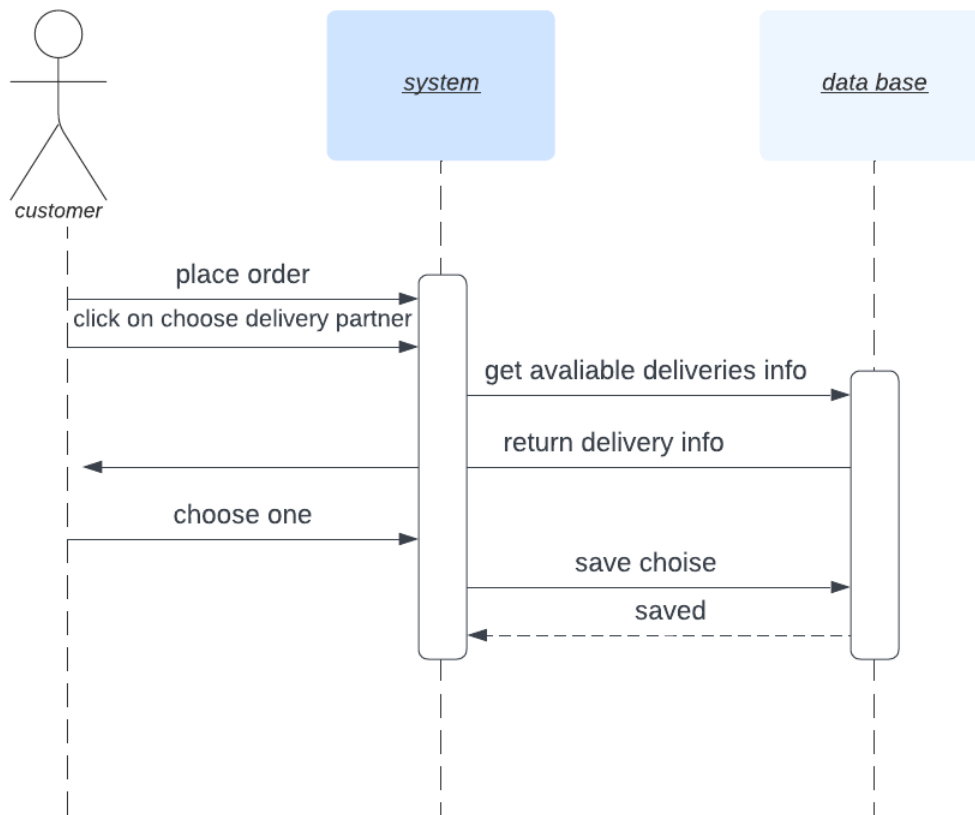 system
data base
customer
place order
click on choose delivery partner
get avaliable deliveries info
return delivery info
choose one
save choise
saved